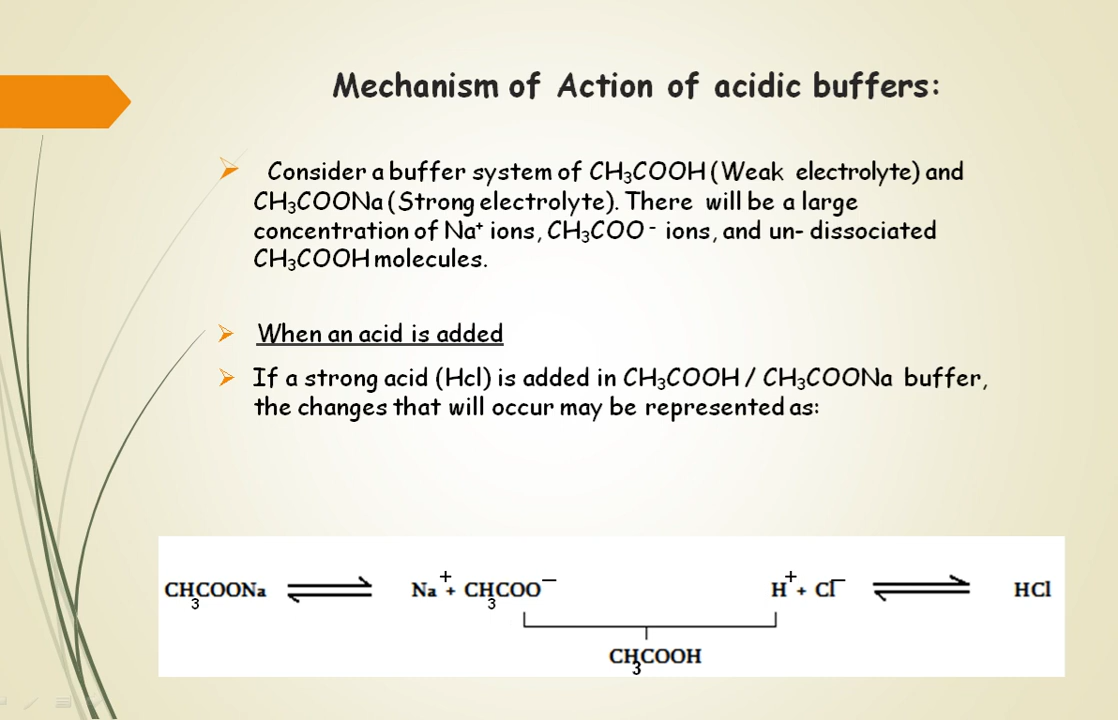 Mechanism of Action of acidic buffers:
Consider a buffer system of CH₃COOH (Weak electrolyte) and
CH₃COONa (Strong electrolyte). There will be a large
concentration of Na⁺ ions, CH₃COO⁻ ions, and un- dissociated
CH₃COOH molecules.
When an acid is added
If a strong acid (Hcl) is added in CH₃COOH / CH₃COONa buffer,
the changes that will occur may be represented as:
CH₃COONa ⇌ Na⁺ + CH₃COO⁻ H⁺ + Cl⁻ ⇌ HCl
CH₃COOH